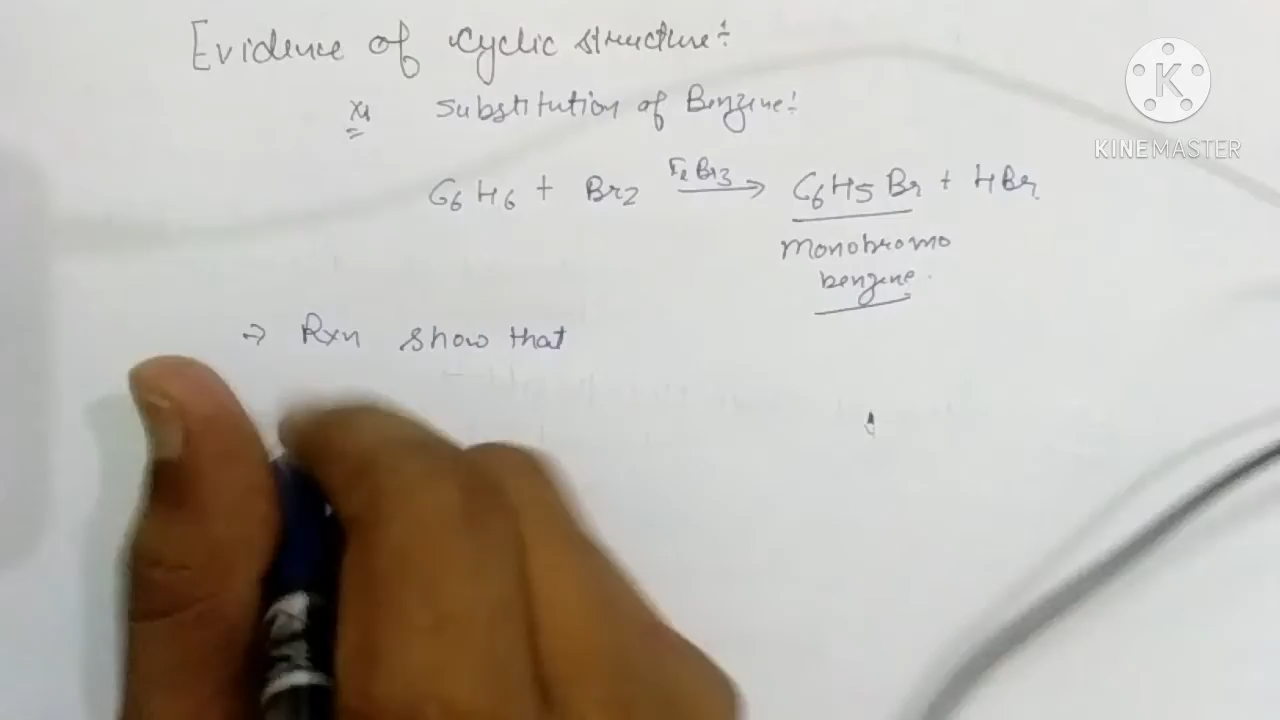 Evidence of cyclic structure:
Substitution of Benzene:
C6H6 + Br2 FeBr3 → C6H5Br + HBr
Monobromo
benzene.
⇒ Rxn show that
K
KINEMASTER